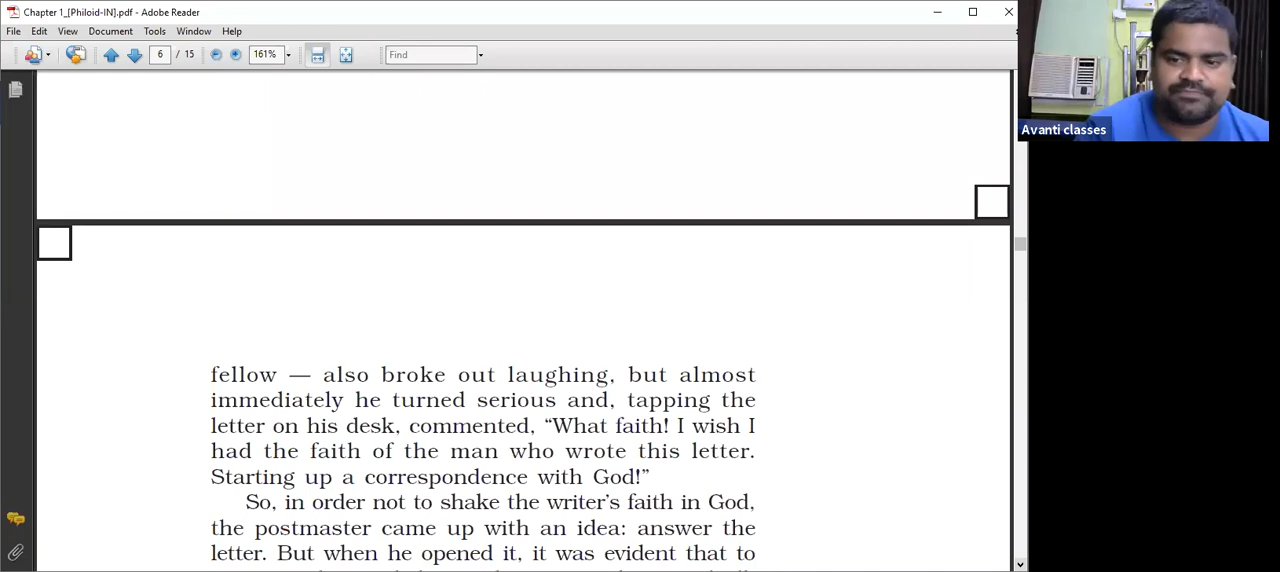 Chapter 1_[Philoid-IN].pdf - Adobe Reader
File Edit View Document Tools Window Help
6 / 15 161% Find
Avanti classes
fellow — also broke out laughing, but almost
immediately he turned serious and, tapping the
letter on his desk, commented, “What faith! I wish I
had the faith of the man who wrote this letter.
Starting up a correspondence with God!”
So, in order not to shake the writer’s faith in God,
the postmaster came up with an idea: answer the
letter. But when he opened it, it was evident that to